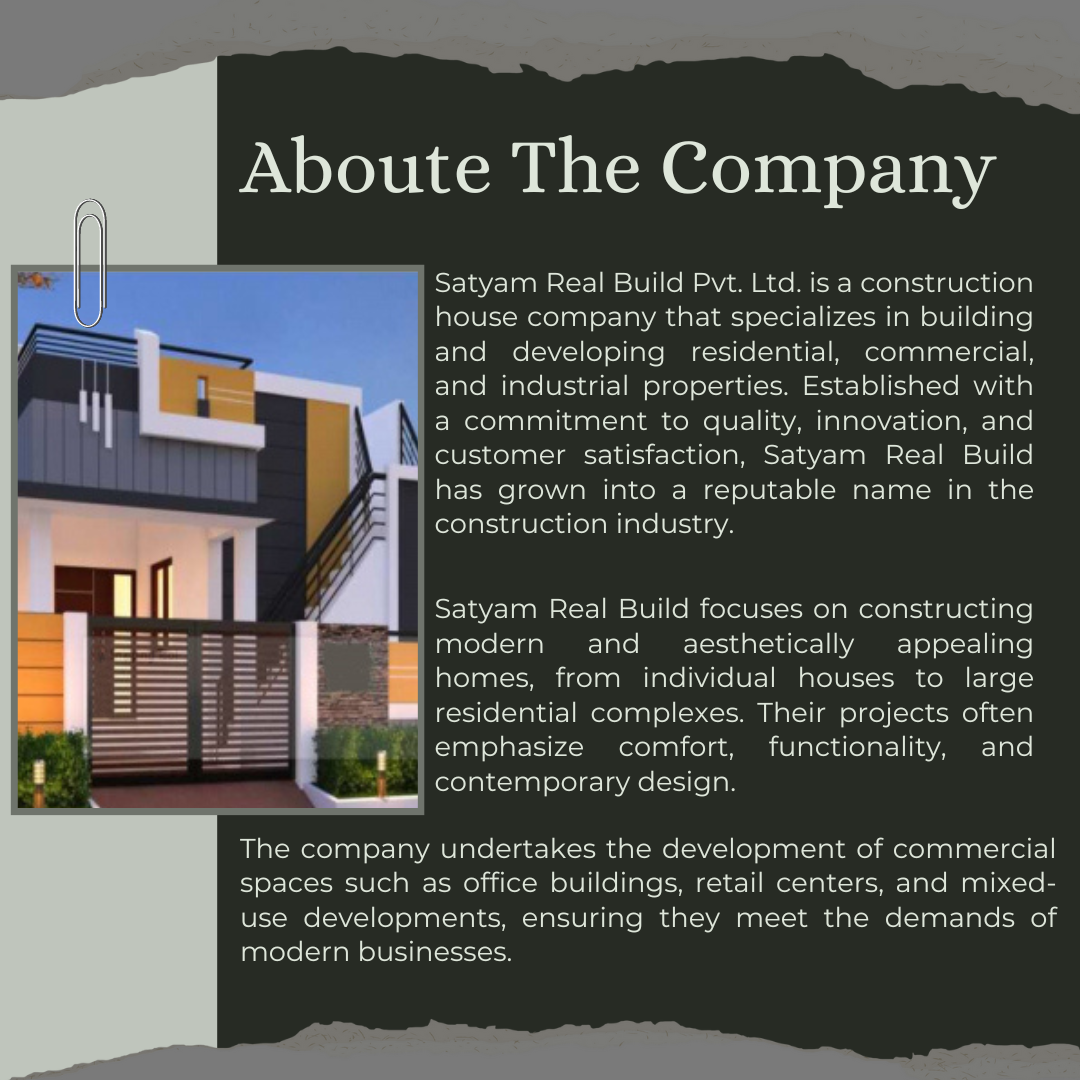 Aboute The Company
Satyam Real Build Pvt. Ltd. is a construction
house company that specializes in building
and developing residential, commercial,
and industrial properties. Established with
a commitment to quality, innovation, and
customer satisfaction, Satyam Real Build
has grown into a reputable name in the
construction industry.
Satyam Real Build focuses on constructing
modern and aesthetically appealing
homes, from individual houses to large
residential complexes. Their projects often
emphasize comfort, functionality, and
contemporary design.
The company undertakes the development of commercial
spaces such as office buildings, retail centers, and mixed-
use developments, ensuring they meet the demands of
modern businesses.